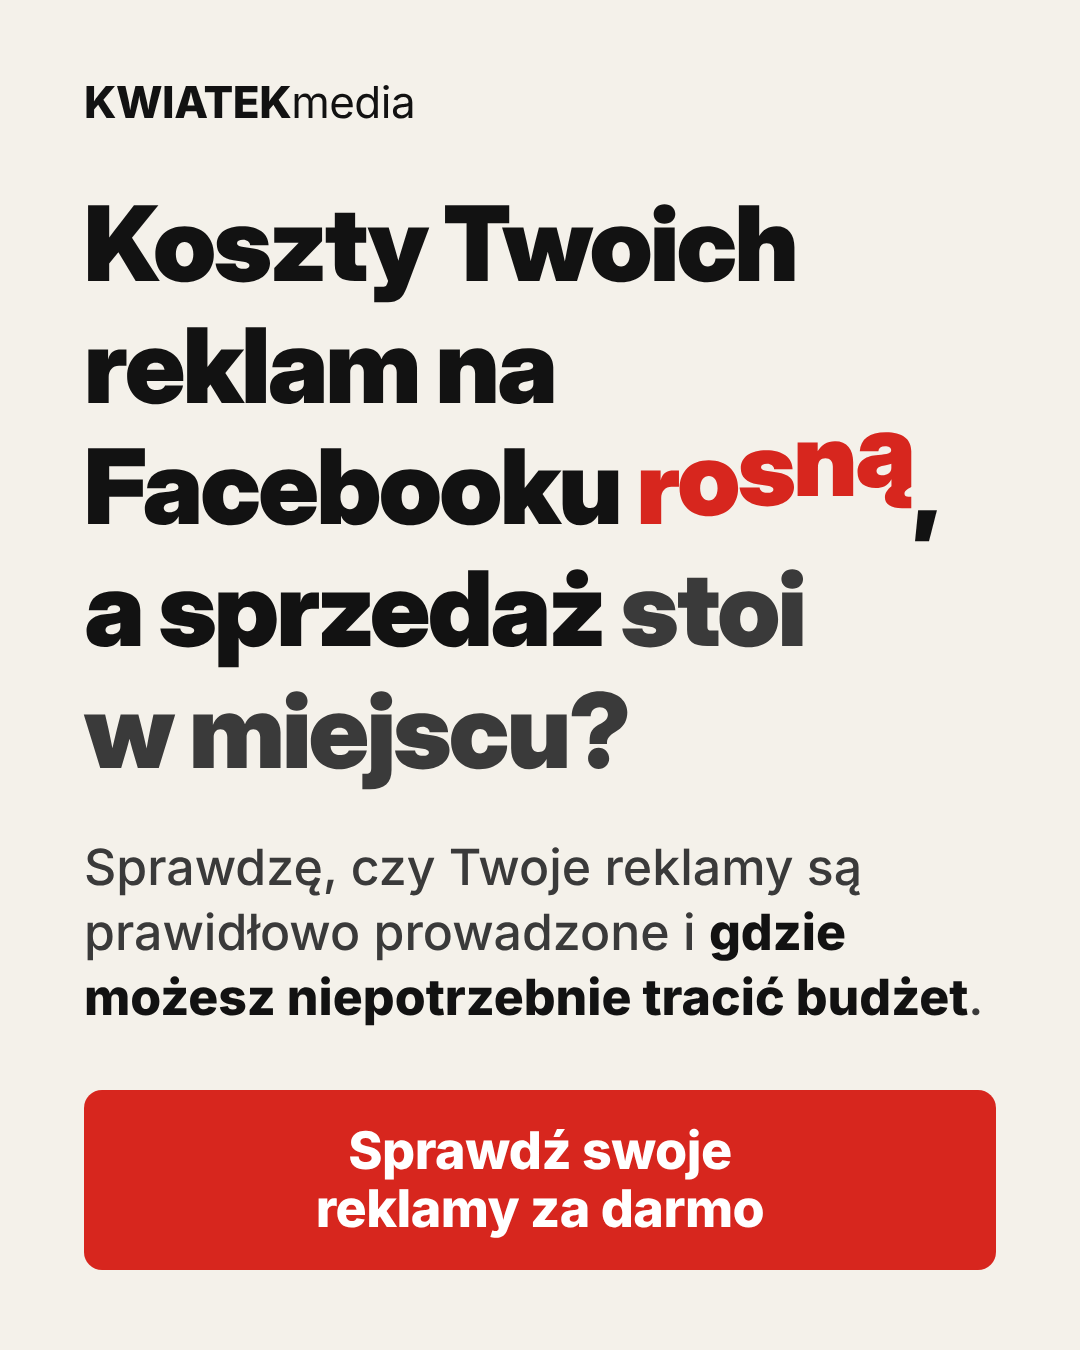 KWIATEKmedia
Koszty Twoich
reklam na
Facebooku rosną,
a sprzedaż stoi
w miejscu?
Sprawdzę, czy Twoje reklamy są
prawidłowo prowadzone i gdzie
możesz niepotrzebnie tracić budżet.
Sprawdź swoje
reklamy za darmo